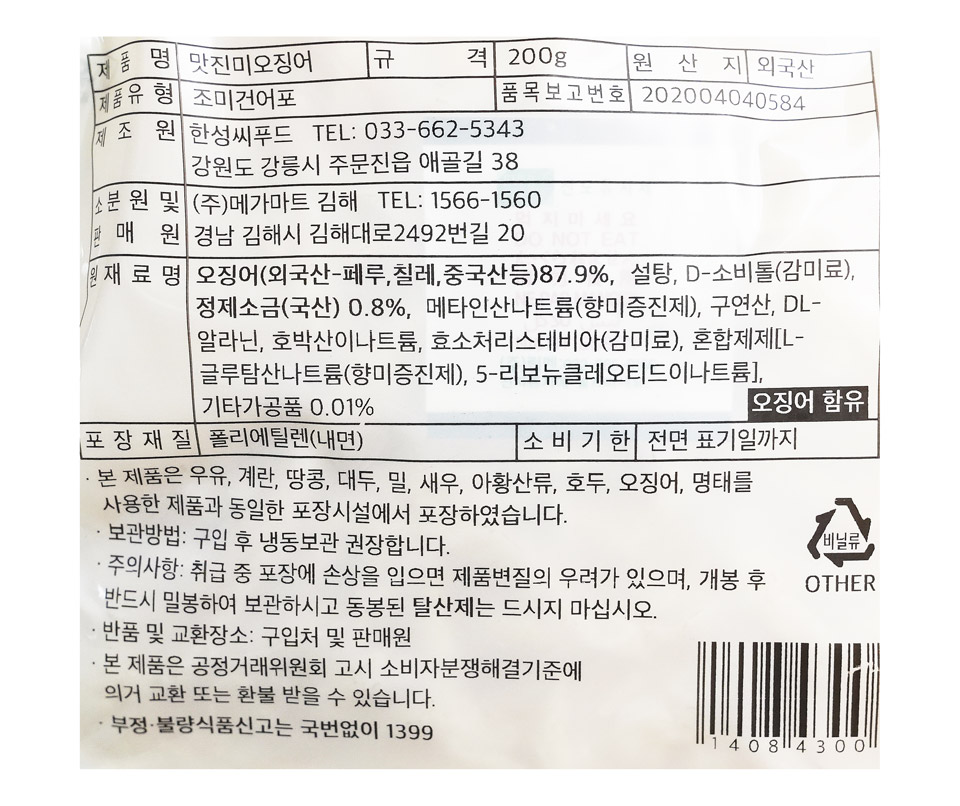 제품명 맛진미오징어 규격 200g 원산지 외국산
제품유형 조미건어포 품목보고번호 202004040584
제조원 한성씨푸드 TEL: 033-662-5343
강원도 강릉시 주문진읍 애골길 38
소분원 및 (주)메가마트 김해 TEL: 1566-1560
판매원 경남 김해시 김해대로2492번길 20
원재료명 오징어(외국산-페루,칠레,중국산등)87.9%, 설탕, D-소비톨(감미료),
정제소금(국산) 0.8%, 메타인산나트륨(향미증진제), 구연산, DL-
알라닌, 호박산이나트륨, 효소처리스테비아(감미료), 혼합제제[L-
글루탐산나트륨(향미증진제), 5-리보뉴클레오티드이나트륨],
기타가공품 0.01% 오징어 함유
포장재질 폴리에틸렌(내면) 소비기한 전면 표기일까지
· 본 제품은 우유, 계란, 땅콩, 대두, 밀, 새우, 아황산류, 호두, 오징어, 명태를
사용한 제품과 동일한 포장시설에서 포장하였습니다.
· 보관방법: 구입 후 냉동보관 권장합니다.
· 주의사항: 취급 중 포장에 손상을 입으면 제품변질의 우려가 있으며, 개봉 후
반드시 밀봉하여 보관하시고 동봉된 탈산제는 드시지 마십시오.
· 반품 및 교환장소: 구입처 및 판매원
· 본 제품은 공정거래위원회 고시 소비자분쟁해결기준에
의거 교환 또는 환불 받을 수 있습니다.
· 부정·불량식품신고는 국번없이 1399
비닐류
OTHER
14084300
DO NOT EAT